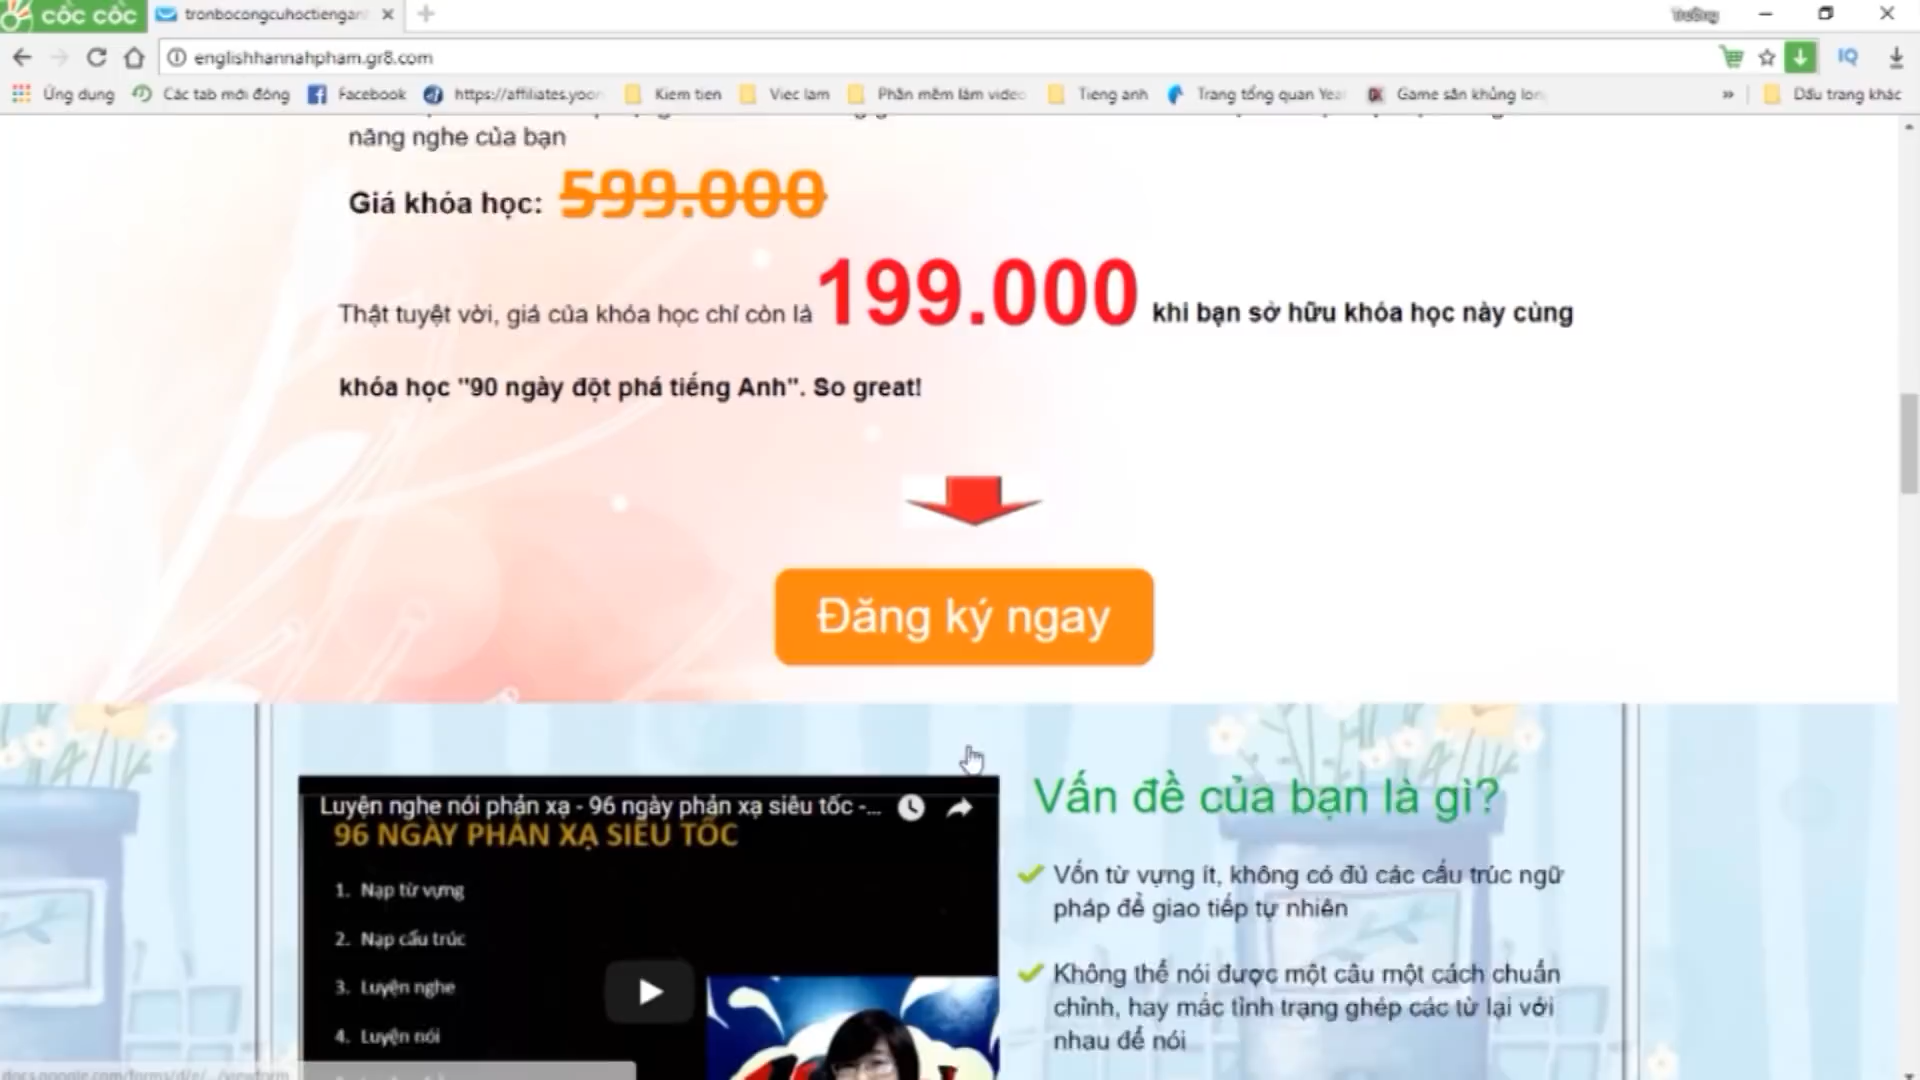 cốc cốc
tronbocongcuhoctiengan
englishhannahpham.gr8.com
IQ
Ứng dung
Các tab mới đóng
Facebook
https://affiliates.yoor
Kiem tien
Viec lam
Phần mềm làm video
Tieng anh
Trang tổng quan Yea
Game săn khủng lon
»
Dấu trang khác
năng nghe của bạn
Giá khóa học: 599.000
Thật tuyệt vời, giá của khóa học chỉ còn là 199.000 khi bạn sở hữu khóa học này cùng
khóa học "90 ngày đột phá tiếng Anh". So great!
Đăng ký ngay
Luyện nghe nói phản xạ - 96 ngày phản xạ siêu tốc -...
96 NGÀY PHẢN XẠ SIÊU TỐC
1. Nạp từ vựng
2. Nạp cấu trúc
3. Luyện nghe
4. Luyện nói
Vấn đề của bạn là gì?
Vốn từ vựng ít, không có đủ các cấu trúc ngữ
pháp để giao tiếp tự nhiên
Không thể nói được một câu một cách chuẩn
chỉnh, hay mắc tình trạng ghép các từ lại với
nhau để nói